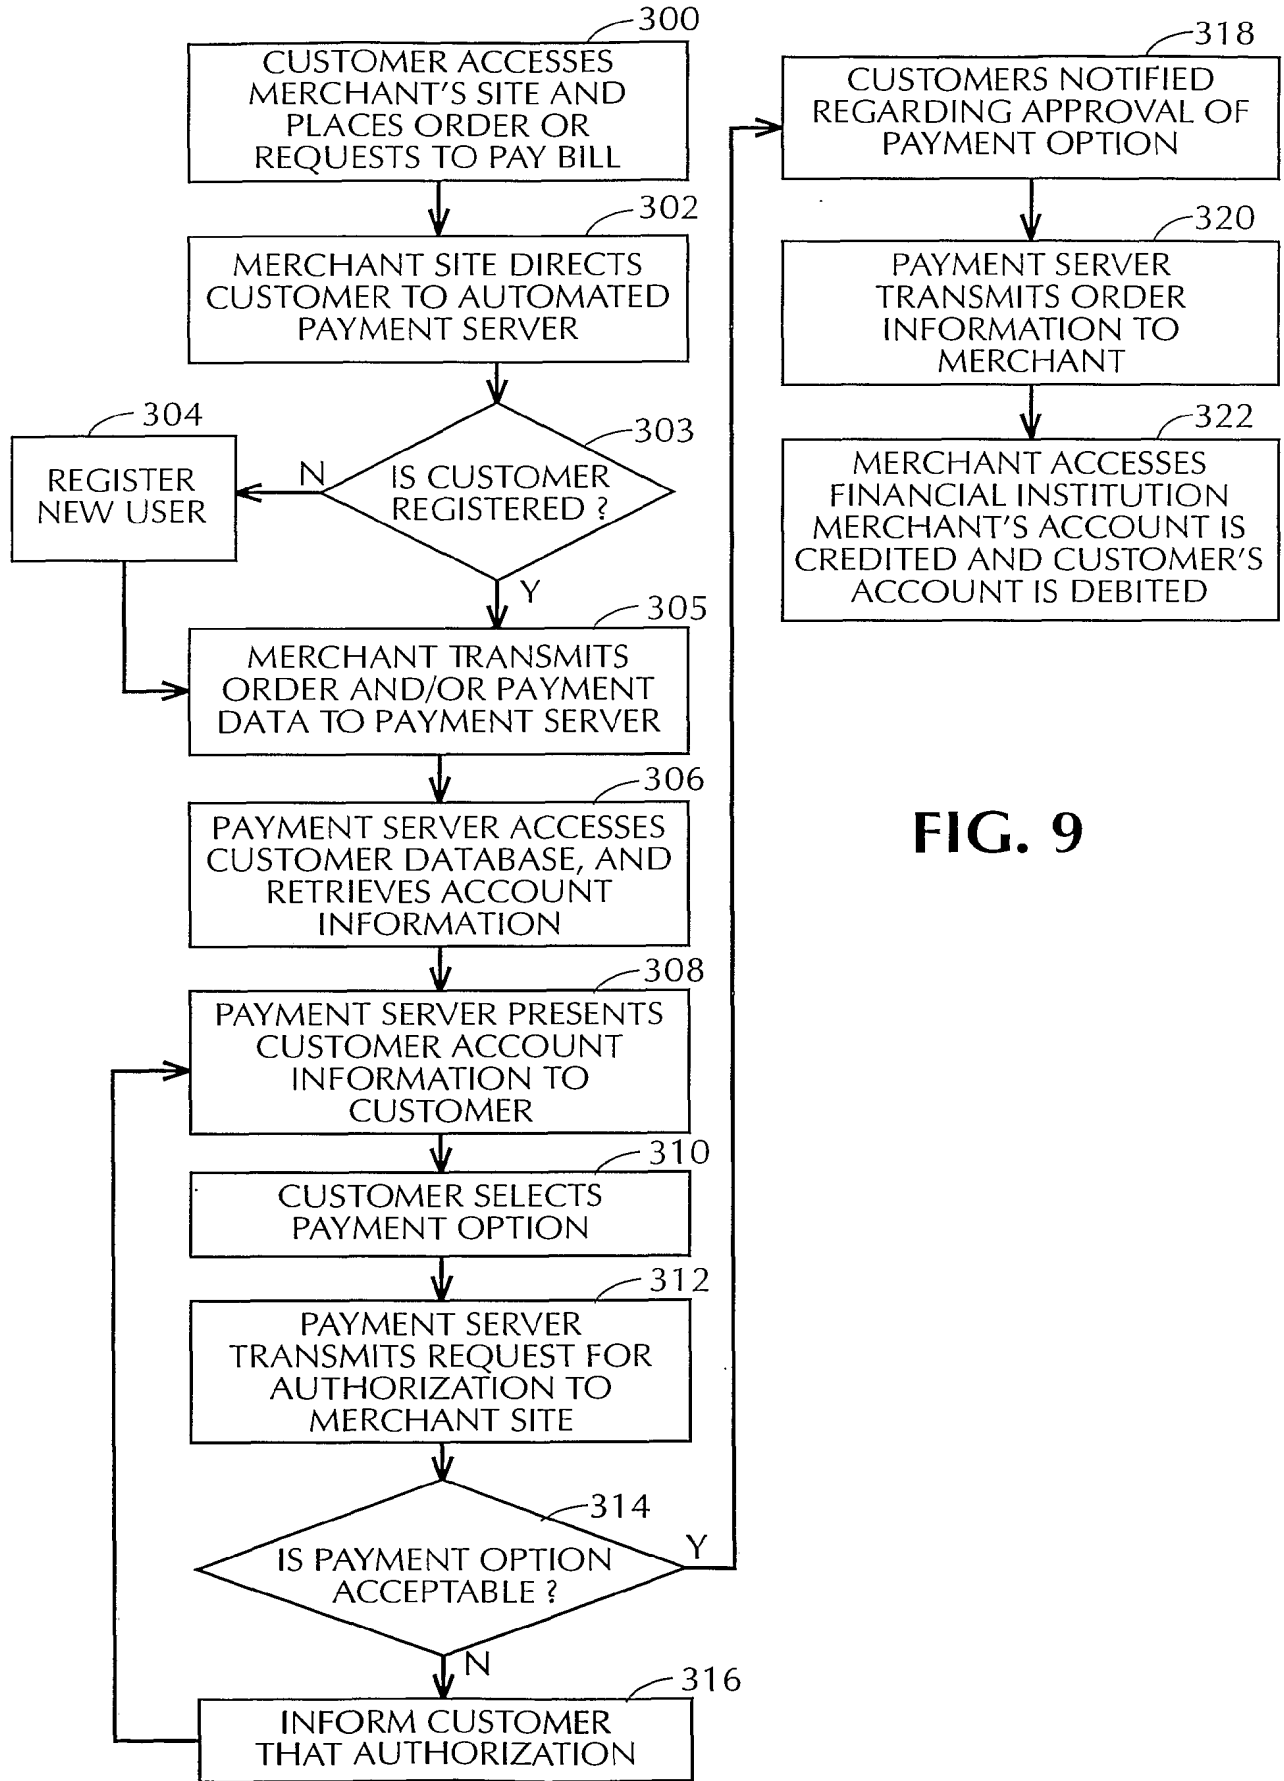 300
CUSTOMER ACCESSES
MERCHANT'S SITE AND
PLACES ORDER OR
REQUESTS TO PAY BILL
302
MERCHANT SITE DIRECTS
CUSTOMER TO AUTOMATED
PAYMENT SERVER
303
IS CUSTOMER
REGISTERED ?
N
Y
304
REGISTER
NEW USER
305
MERCHANT TRANSMITS
ORDER AND/OR PAYMENT
DATA TO PAYMENT SERVER
306
PAYMENT SERVER ACCESSES
CUSTOMER DATABASE, AND
RETRIEVES ACCOUNT
INFORMATION
308
PAYMENT SERVER PRESENTS
CUSTOMER ACCOUNT
INFORMATION TO
CUSTOMER
310
CUSTOMER SELECTS
PAYMENT OPTION
312
PAYMENT SERVER
TRANSMITS REQUEST FOR
AUTHORIZATION TO
MERCHANT SITE
314
IS PAYMENT OPTION
ACCEPTABLE ?
Y
N
316
INFORM CUSTOMER
THAT AUTHORIZATION
318
CUSTOMERS NOTIFIED
REGARDING APPROVAL OF
PAYMENT OPTION
320
PAYMENT SERVER
TRANSMITS ORDER
INFORMATION TO
MERCHANT
322
MERCHANT ACCESSES
FINANCIAL INSTITUTION
MERCHANT'S ACCOUNT IS
CREDITED AND CUSTOMER'S
ACCOUNT IS DEBITED
FIG. 9